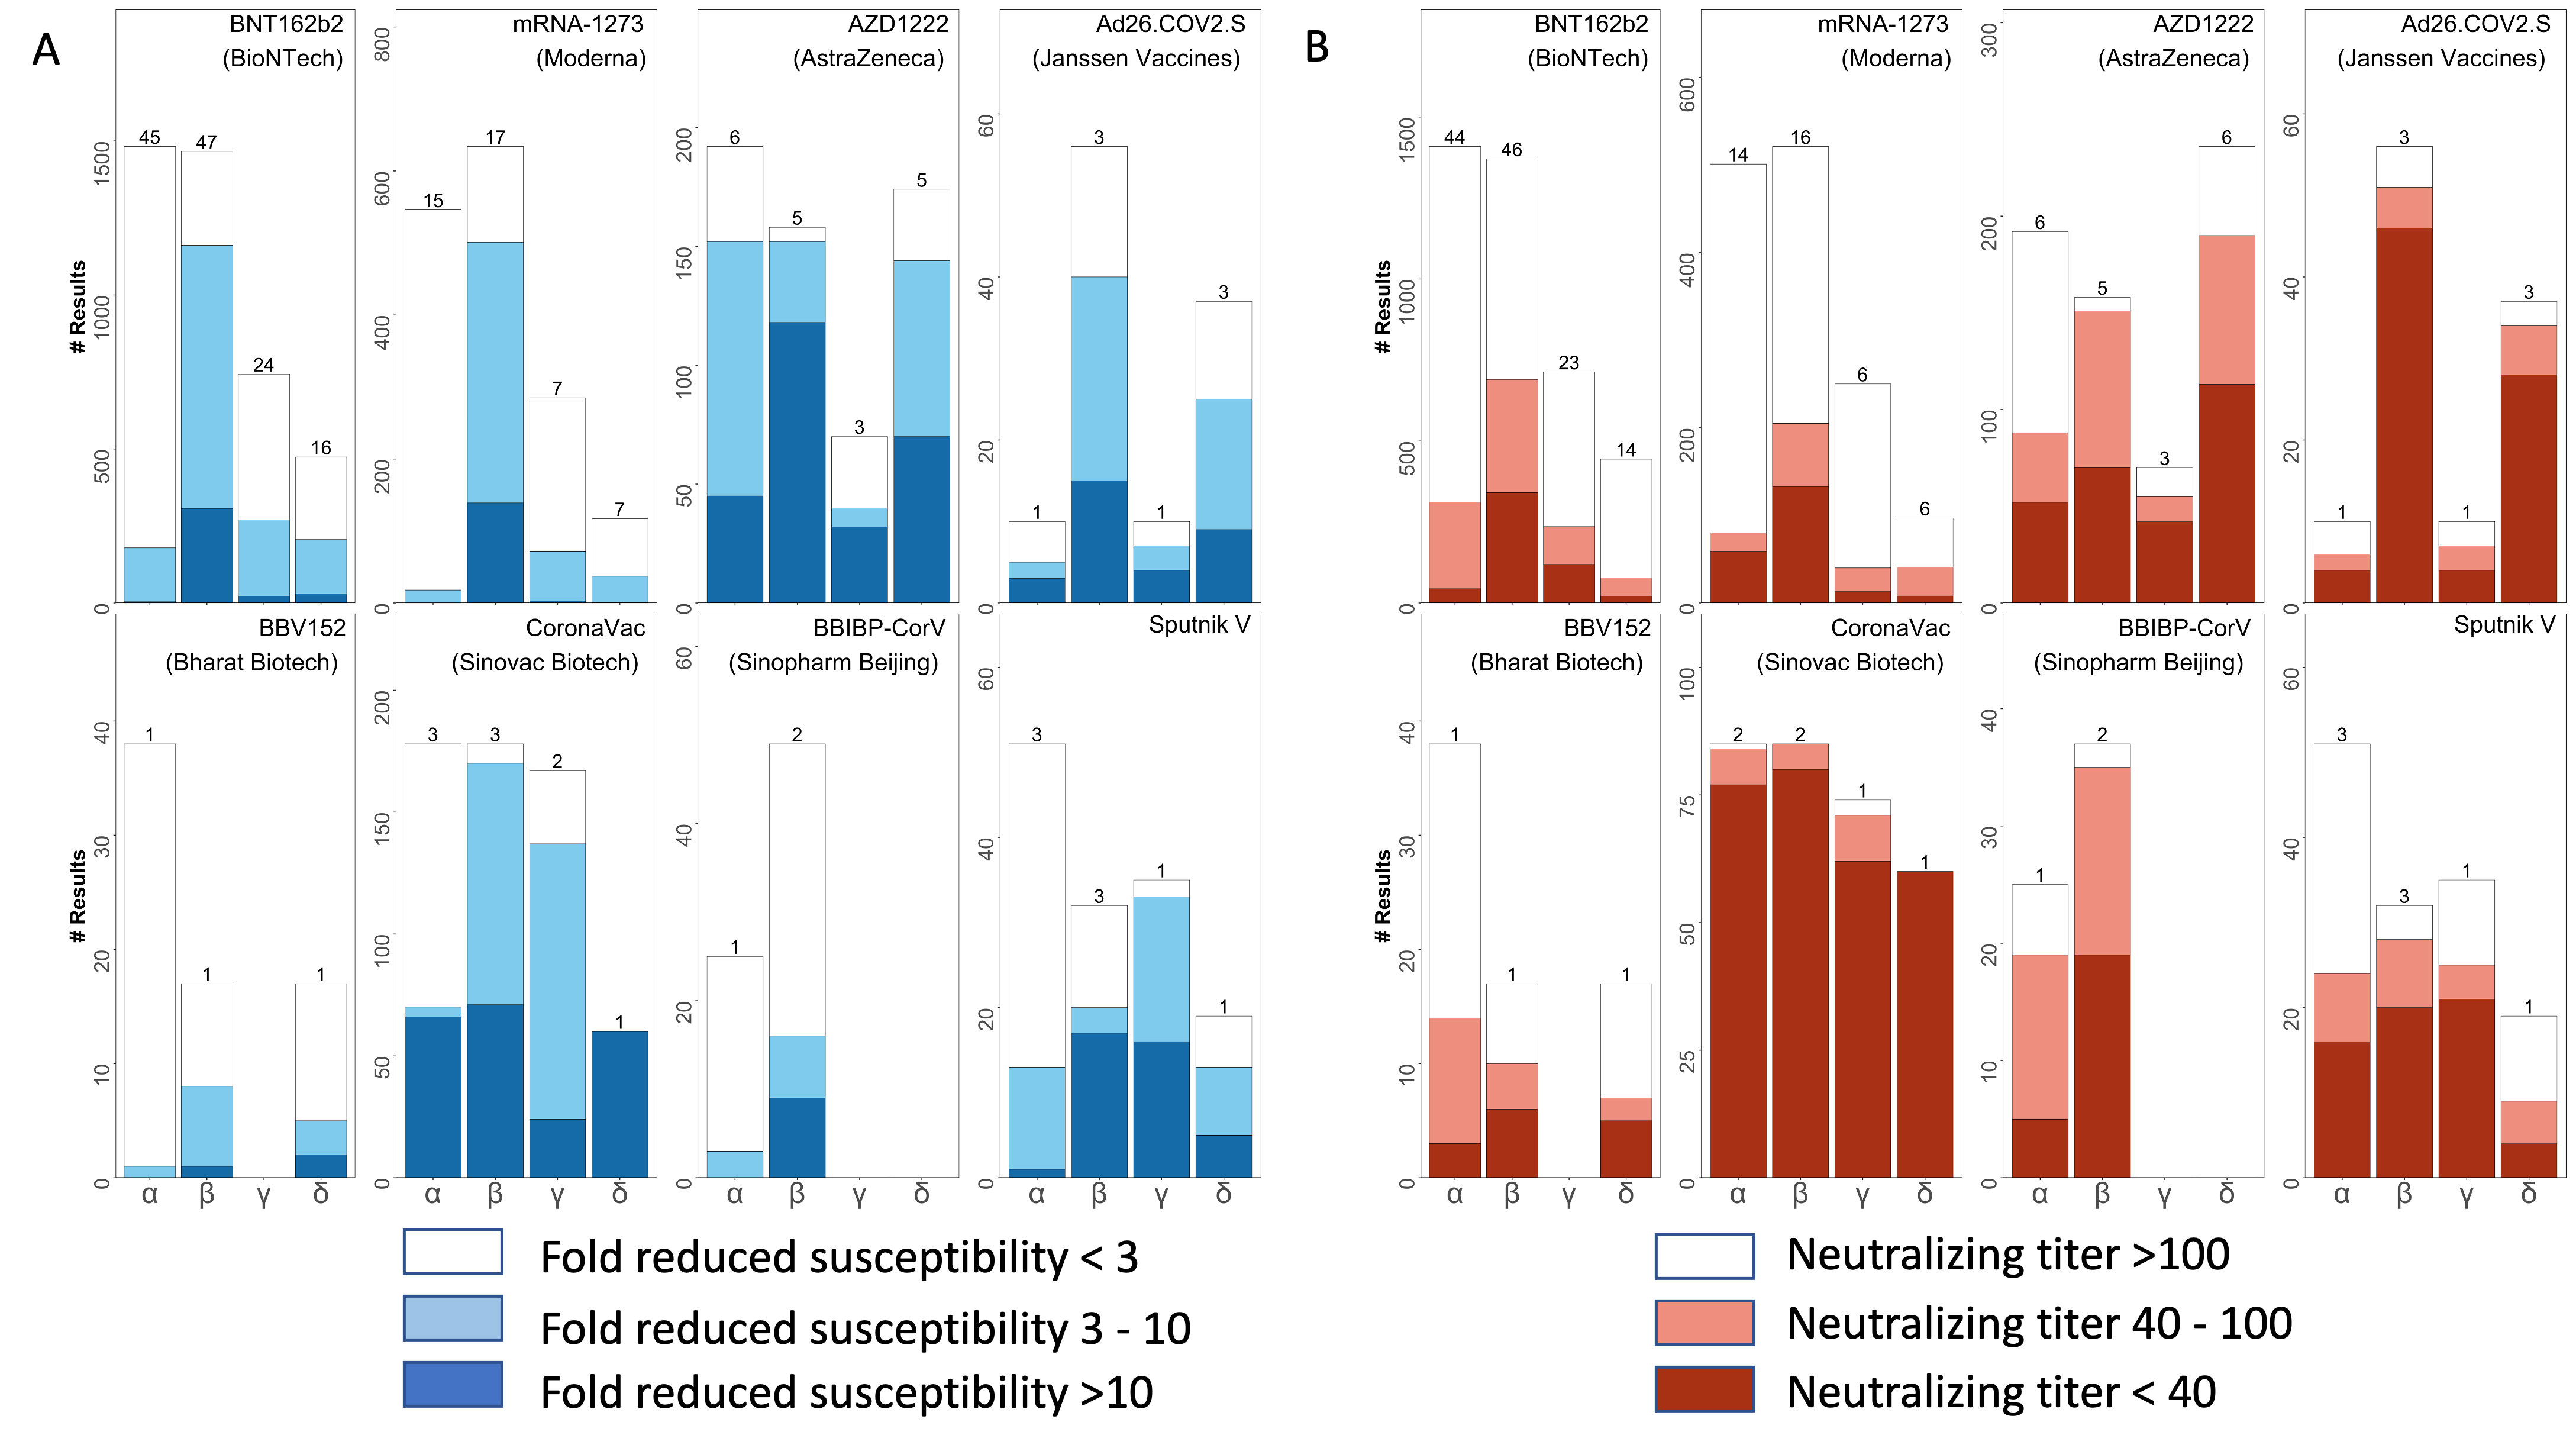 A
BNT162b2
(BioNTech)
# Results
0
500
1000
1500
45
47
24
16
mRNA-1273
(Moderna)
0
200
400
600
800
15
17
7
7
AZD1222
(AstraZeneca)
0
50
100
150
200
6
5
3
5
Ad26.COV2.S
(Janssen Vaccines)
0
20
40
60
1
3
1
3
BBV152
(Bharat Biotech)
# Results
0
10
20
30
40
1
1
1
α β γ δ
CoronaVac
(Sinovac Biotech)
0
50
100
150
200
3
3
2
1
α β γ δ
BBIBP-CorV
(Sinopharm Beijing)
0
20
40
60
1
2
α β γ δ
Sputnik V
0
20
40
60
3
3
1
1
α β γ δ
Fold reduced susceptibility < 3
Fold reduced susceptibility 3 - 10
Fold reduced susceptibility >10
B
BNT162b2
(BioNTech)
# Results
0
500
1000
1500
44
46
23
14
mRNA-1273
(Moderna)
0
200
400
600
14
16
6
6
AZD1222
(AstraZeneca)
0
100
200
300
6
5
3
6
Ad26.COV2.S
(Janssen Vaccines)
0
20
40
60
1
3
1
3
BBV152
(Bharat Biotech)
# Results
0
10
20
30
40
1
1
1
α β γ δ
CoronaVac
(Sinovac Biotech)
0
25
50
75
100
2
2
1
1
α β γ δ
BBIBP-CorV
(Sinopharm Beijing)
0
10
20
30
40
1
2
α β γ δ
Sputnik V
0
20
40
60
3
3
1
1
α β γ δ
Neutralizing titer >100
Neutralizing titer 40 - 100
Neutralizing titer < 40